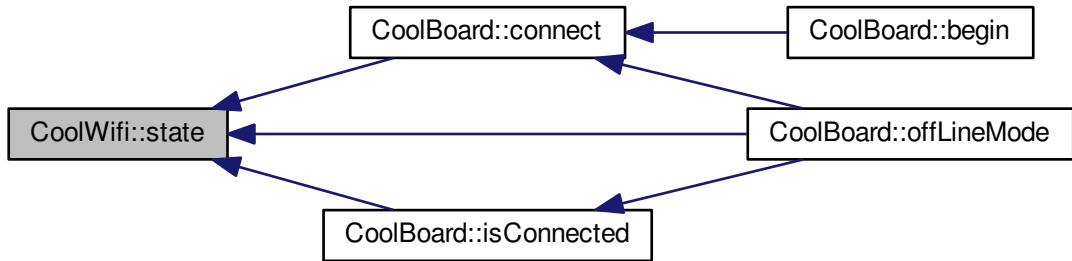 CoolBoard::connect
CoolBoard::begin
CoolWifi::state
CoolBoard::offLineMode
CoolBoard::isConnected